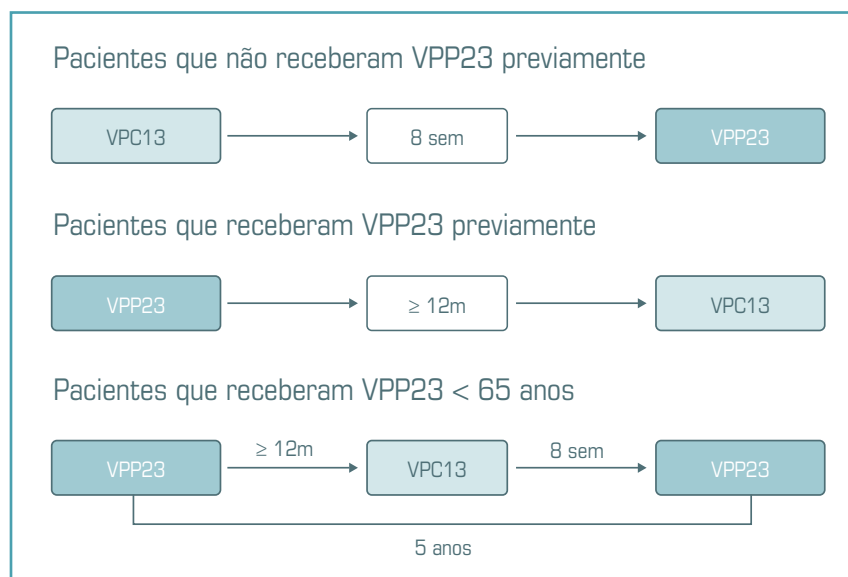 Pacientes que não receberam VPP23 previamente
VPC13
8 sem
VPP23
Pacientes que receberam VPP23 previamente
VPP23
≥ 12m
VPC13
Pacientes que receberam VPP23 < 65 anos
VPP23
≥ 12m
VPC13
8 sem
VPP23
5 anos